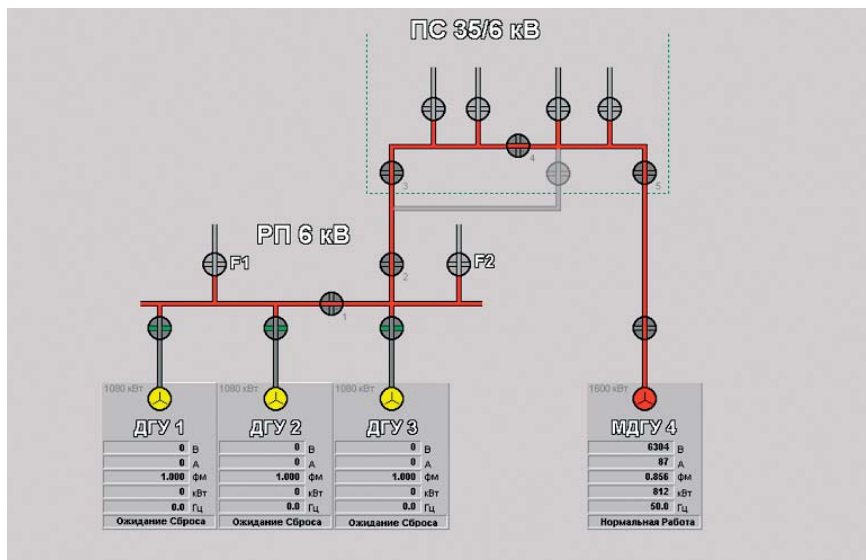 ПС 35/6 кВ
4
3
5
РП 6 кВ
F1
F2
2
1
1080 кВт
1080 кВт
1080 кВт
1600 кВт
ДГУ 1
ДГУ 2
ДГУ 3
МДГУ 4
0 В
0 В
0 В
6304 В
0 А
0 А
0 А
87 А
1.000 фм
1.000 фм
1.000 фм
0.856 фм
0 кВт
0 кВт
0 кВт
812 кВт
0.0 Гц
0.0 Гц
0.0 Гц
50.0 Гц
Ожидание Сброса
Ожидание Сброса
Ожидание Сброса
Нормальная Работа